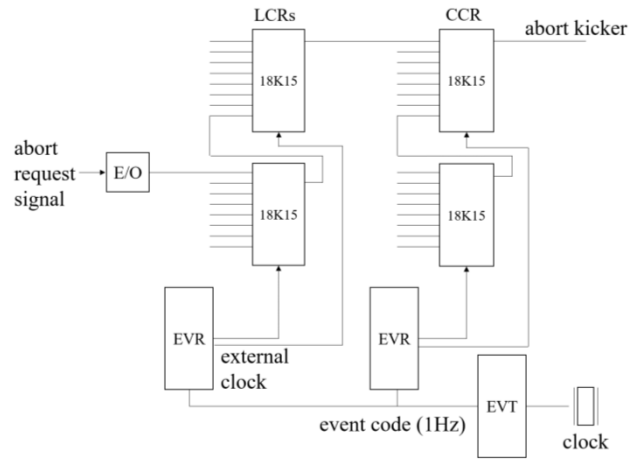 LCRs
CCR
abort kicker
18K15
18K15
abort
request
signal
E/O
18K15
18K15
EVR
external
clock
EVR
event code (1Hz)
EVT
clock